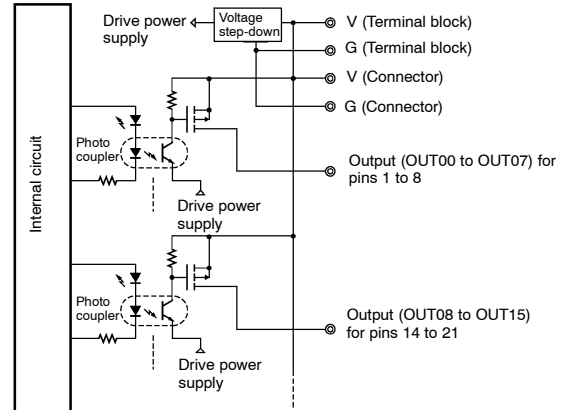 Drive power
supply
Voltage
step-down
V (Terminal block)
G (Terminal block)
V (Connector)
G (Connector)
Internal circuit
Photo
coupler
Output (OUT00 to OUT07) for
pins 1 to 8
Drive power
supply
Photo
coupler
Output (OUT08 to OUT15)
for pins 14 to 21
Drive power
supply